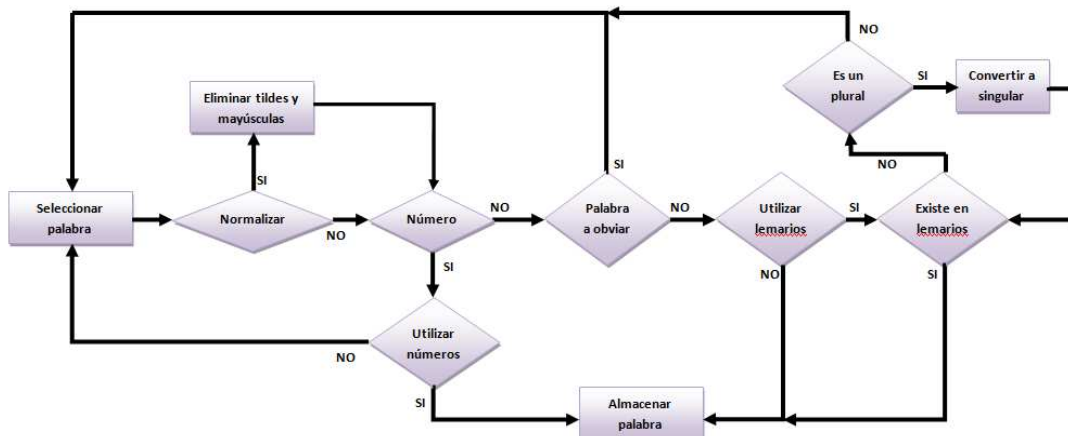 NO
Es un
plural
SI
Convertir a
singular
Eliminar tildes y
mayúsculas
SI
NO
Seleccionar
palabra
Normalizar
NO
Número
NO
Palabra
a obviar
NO
Utilizar
lemarios
SI
Existe en
lemarios
SI
NO
SI
Utilizar
números
NO
SI
Almacenar
palabra